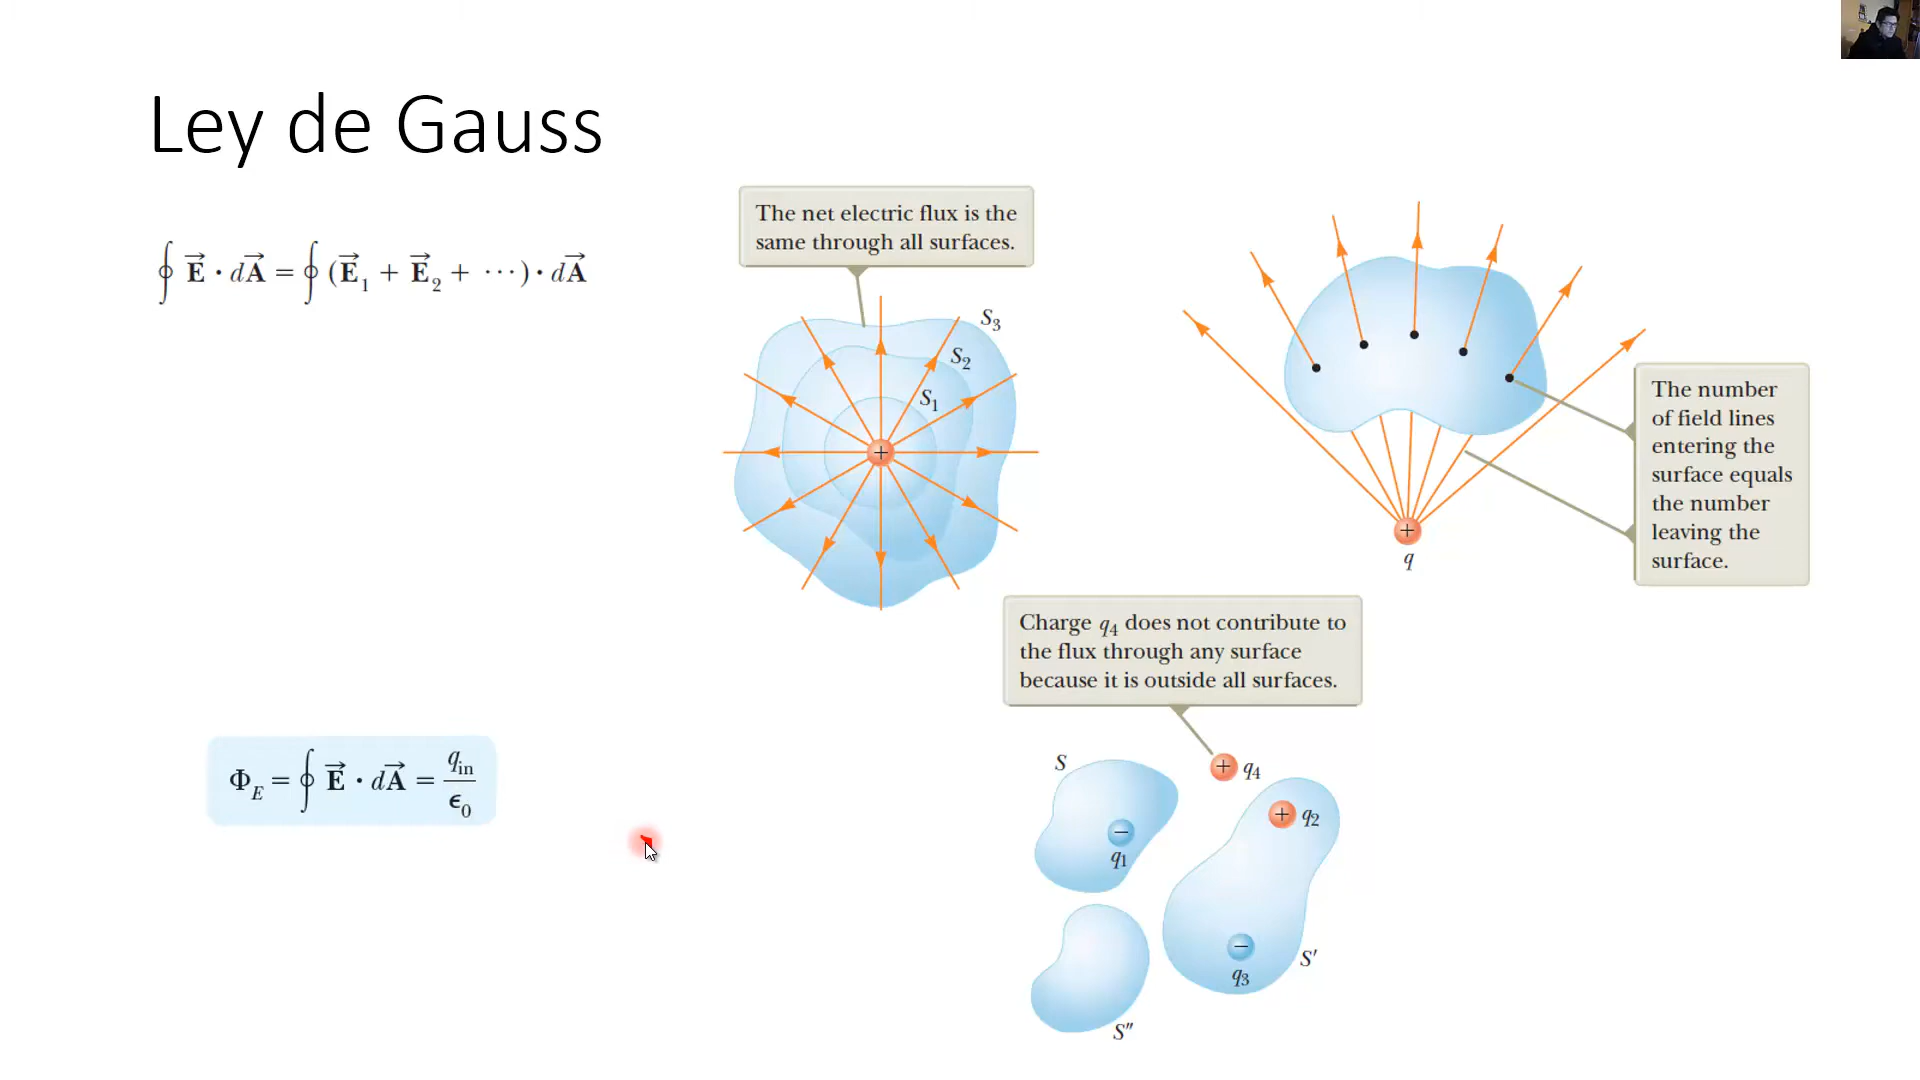 Ley de Gauss
∮ E⃗ · dA⃗ = ∮ (E⃗₁ + E⃗₂ + ⋯) · dA⃗
The net electric flux is the
same through all surfaces.
S₃
S₂
S₁
+
The number
of field lines
entering the
surface equals
the number
leaving the
surface.
+
q
Charge q₄ does not contribute to
the flux through any surface
because it is outside all surfaces.
Φ_E = ∮ E⃗ · dA⃗ = q_in / ϵ₀
S
+ q₄
+ q₂
−
q₁
−
q₃
S′
S″